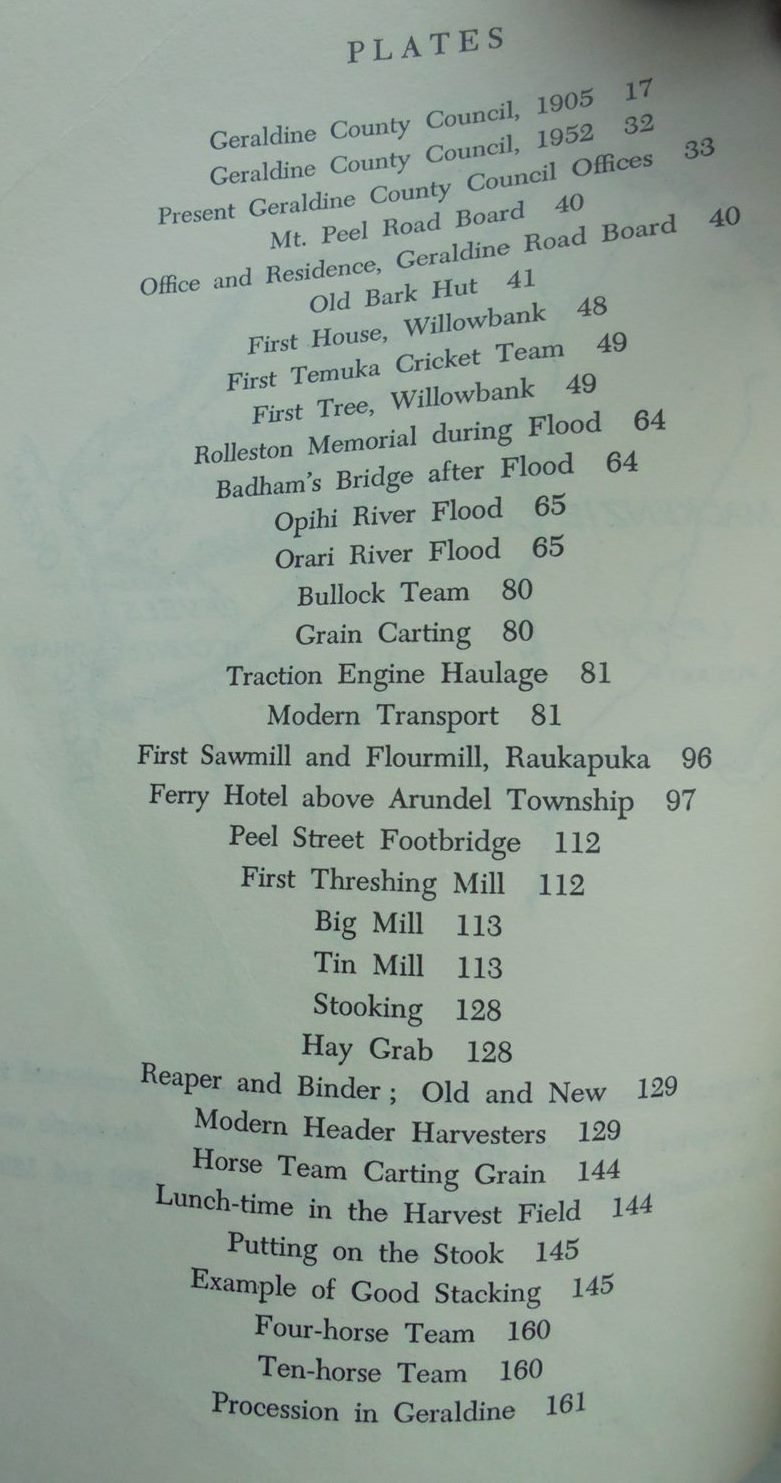 PLATES
Geraldine County Council, 1905 17
Geraldine County Council, 1952 32
Present Geraldine County Council Offices 33
Mt. Peel Road Board 40
Office and Residence, Geraldine Road Board 40
Old Bark Hut 41
First House, Willowbank 48
First Temuka Cricket Team 49
First Tree, Willowbank 49
Rolleston Memorial during Flood 64
Badham's Bridge after Flood 64
Opihi River Flood 65
Orari River Flood 65
Bullock Team 80
Grain Carting 80
Traction Engine Haulage 81
Modern Transport 81
First Sawmill and Flourmill, Raukapuka 96
Ferry Hotel above Arundel Township 97
Peel Street Footbridge 112
First Threshing Mill 112
Big Mill 113
Tin Mill 113
Stooking 128
Hay Grab 128
Reaper and Binder ; Old and New 129
Modern Header Harvesters 129
Horse Team Carting Grain 144
Lunch-time in the Harvest Field 144
Putting on the Stook 145
Example of Good Stacking 145
Four-horse Team 160
Ten-horse Team 160
Procession in Geraldine 161